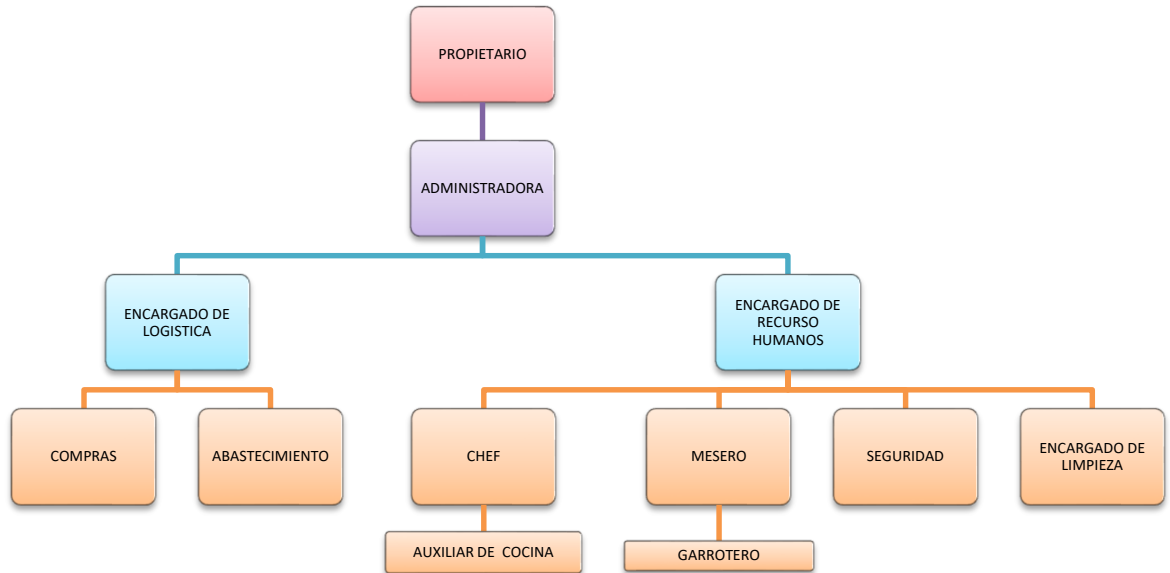 PROPIETARIO
ADMINISTRADORA
ENCARGADO DE
LOGISTICA
ENCARGADO DE
RECURSO
HUMANOS
COMPRAS
ABASTECIMIENTO
CHEF
MESERO
SEGURIDAD
ENCARGADO DE
LIMPIEZA
AUXILIAR DE COCINA
GARROTERO